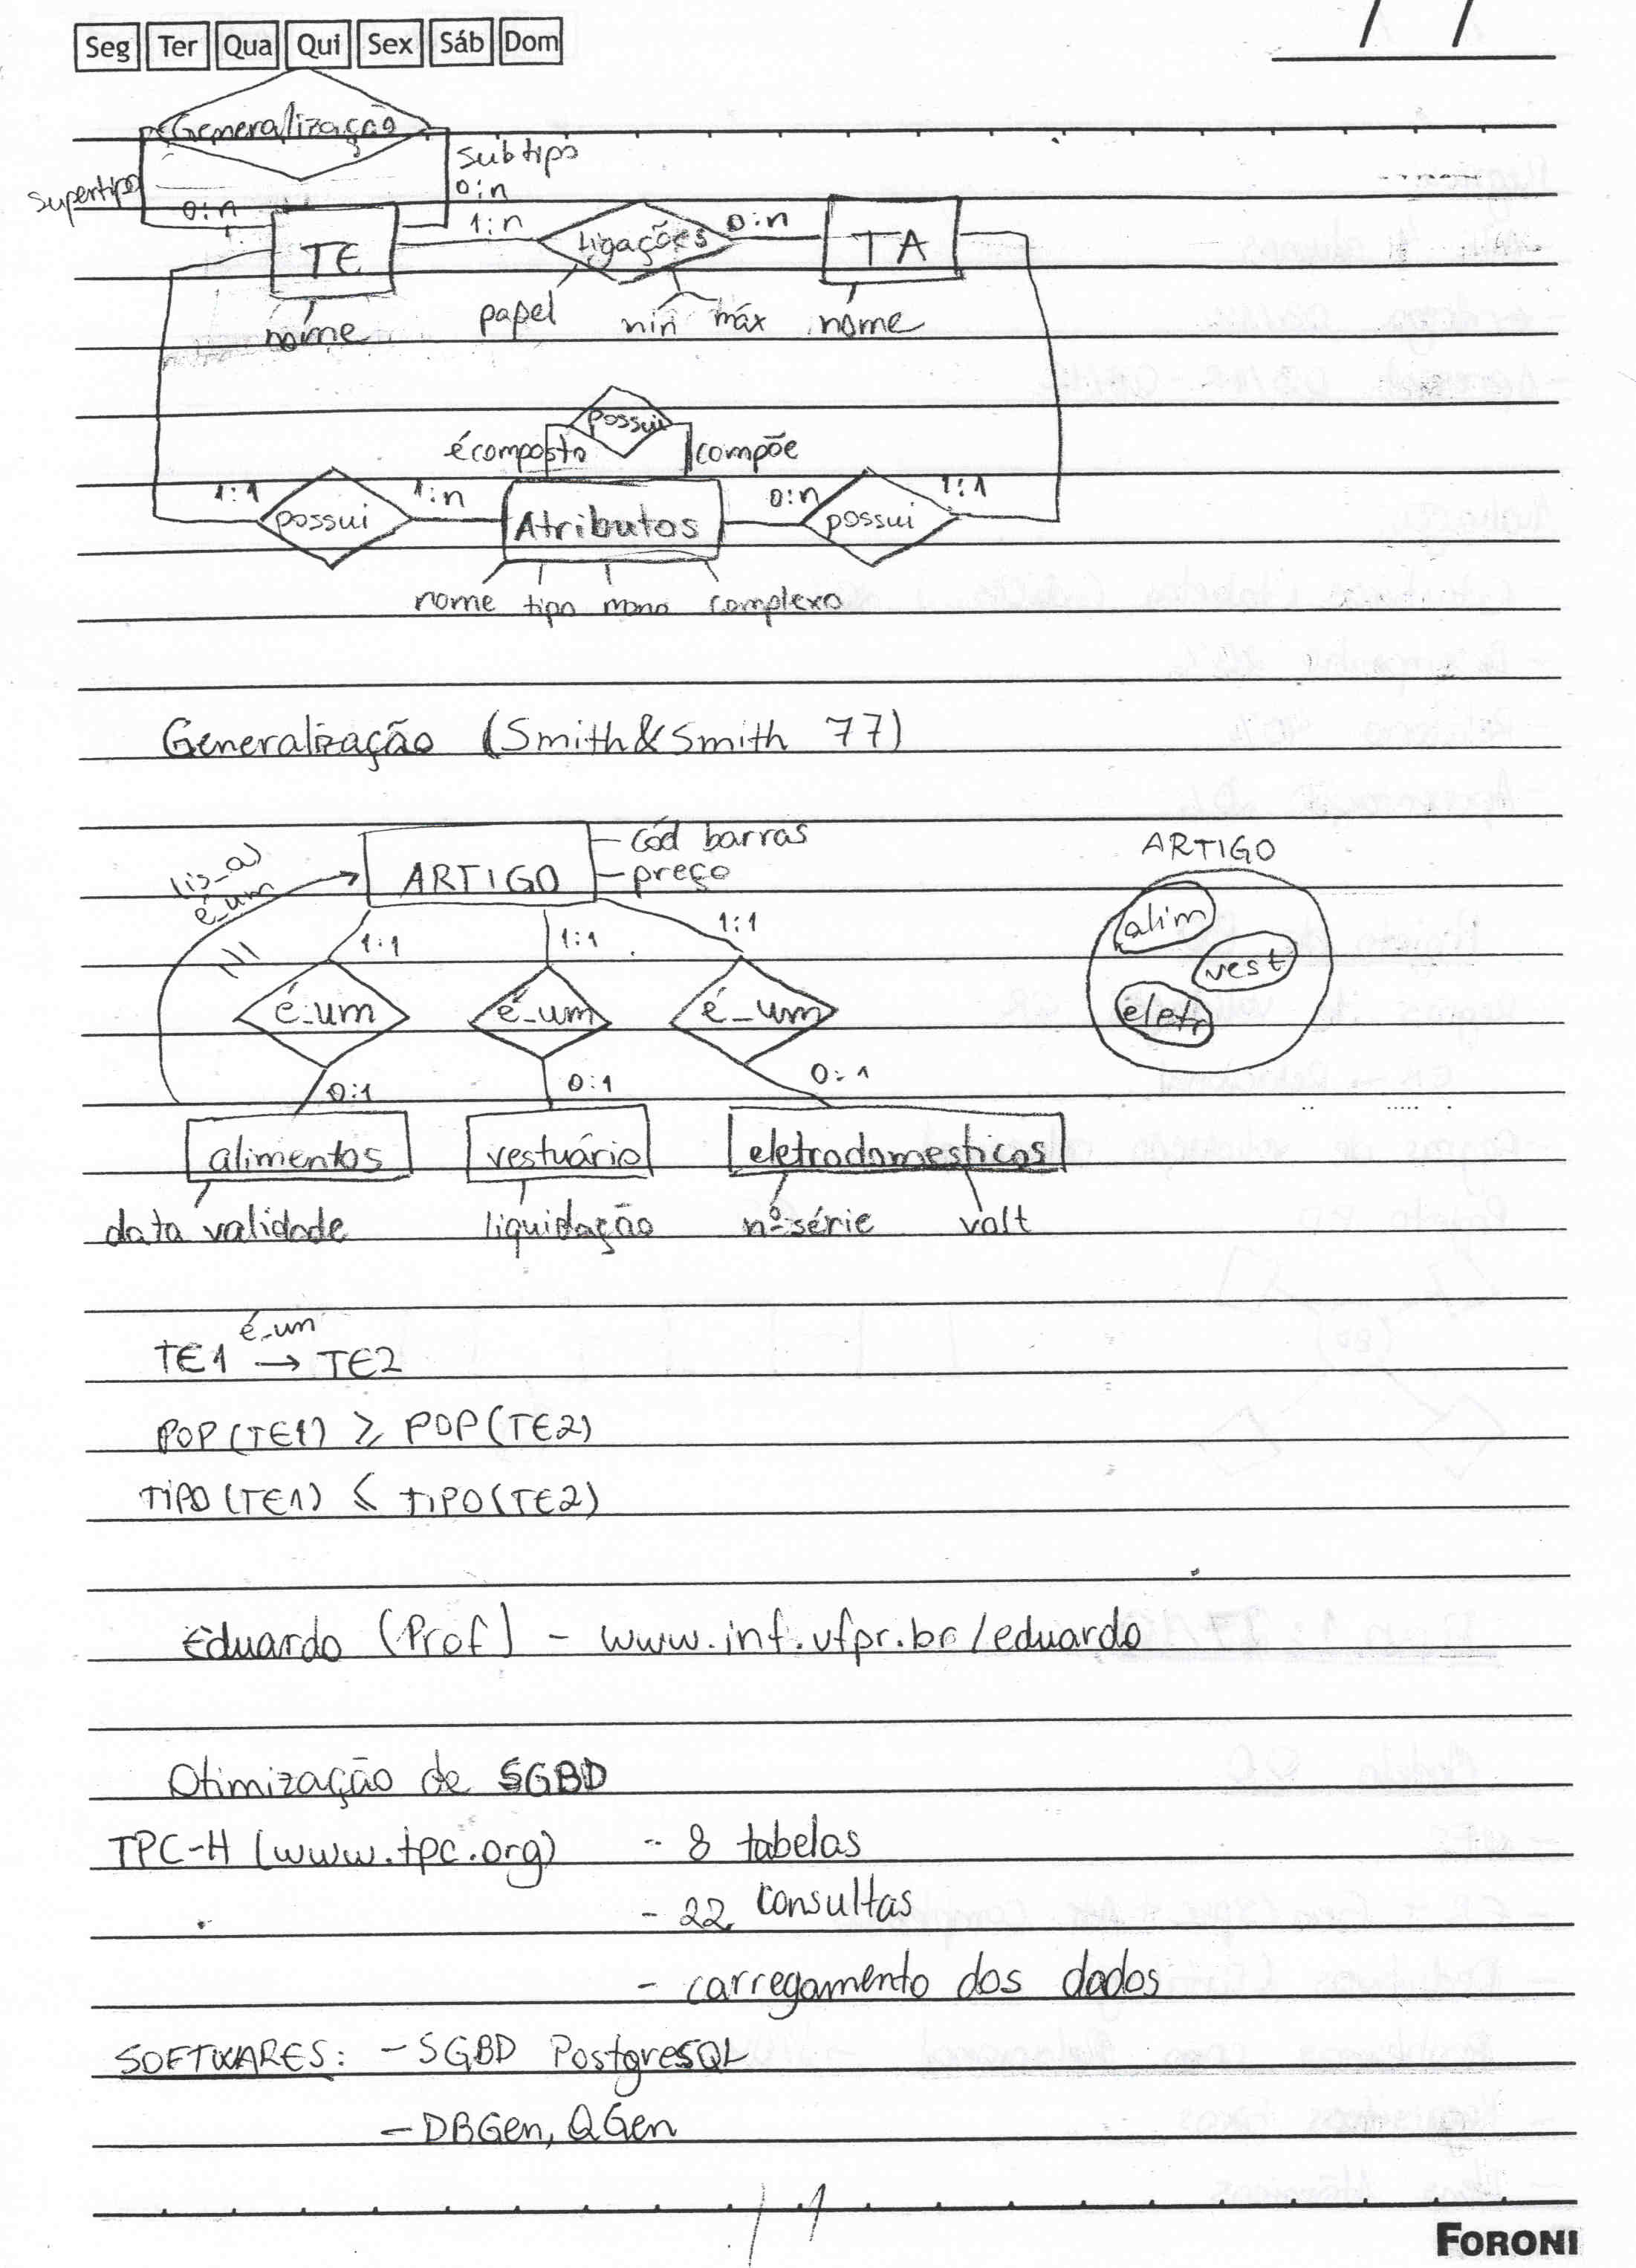 Seg Ter Qua Qui Sex Sáb Dom
/ /
Generalização
subtipo
supertipo
0:n
0:n
1:n
0:n
TE
Ligações
TA
nome
papel
min máx
nome
possui
é composto
compõe
1:1
1:n
0:n
1:1
possui
Atributos
possui
nome tipo mono complexo
Generalização (Smith&Smith 77)
cód barras
ARTIGO
ARTIGO
preço
(is_a)
é_um
alim
1:1
1:1
1:1
vest
é_um
é_um
é_um
eletr
0:1
0:1
0:1
alimentos
vestuário
eletrodomesticos
data validade
liquidação
nº série
volt
é_um
TE1 → TE2
POP(TE1) ⩾ POP(TE2)
TIPO(TE1) ⩽ TIPO(TE2)
Eduardo (Prof) - www.inf.ufpr.br/eduardo
Otimização de SGBD
TPC-H (www.tpc.org) - 8 tabelas
- 22 consultas
- carregamento dos dados
SOFTWARES: - SGBD PostgreSQL
- DBGen, QGen
/ /
FORONI